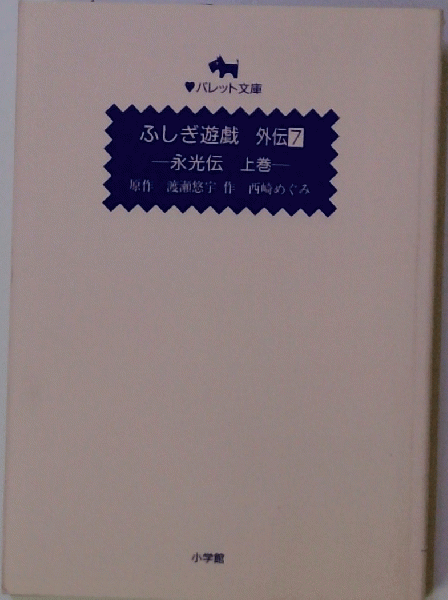 ♥パレット文庫
ふしぎ遊戯 外伝7
―永光伝 上巻―
原作 渡瀬悠宇 作 西崎めぐみ
小学館